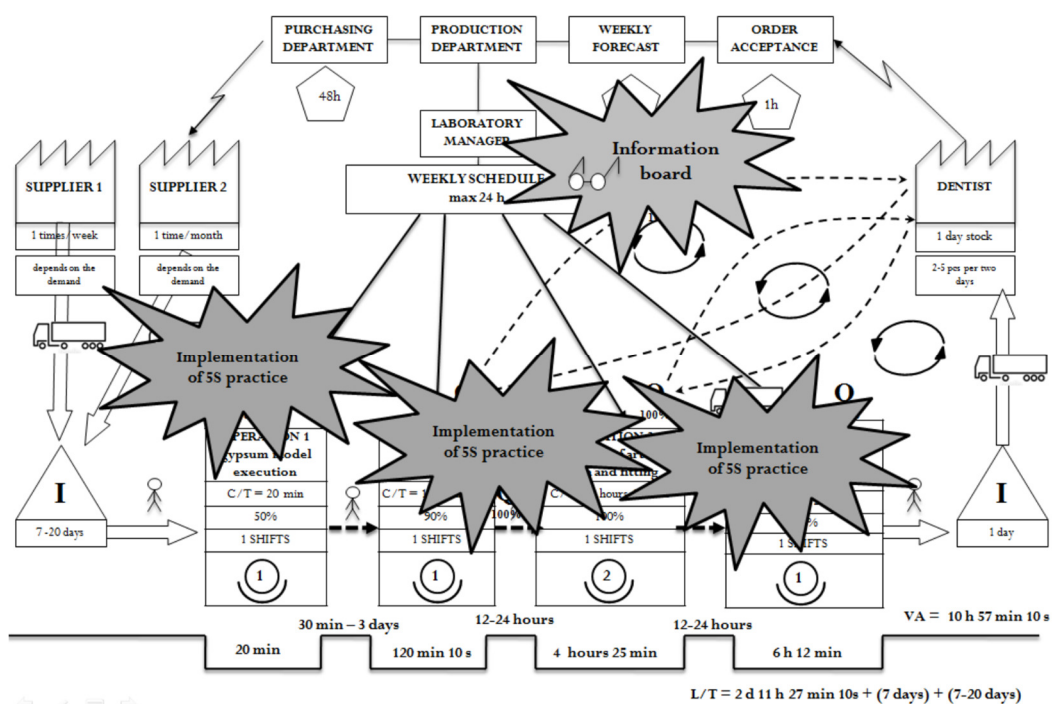 PURCHASING
DEPARTMENT
PRODUCTION
DEPARTMENT
WEEKLY
FORECAST
ORDER
ACCEPTANCE
48h
1h
LABORATORY
MANAGER
Information
board
WEEKLY SCHEDULE
max 24 h
SUPPLIER 1
SUPPLIER 2
DENTIST
1 times/week
1 time/month
1 day stock
depends on the
demand
depends on the
demand
2-5 pcs per two
days
Implementation
of 5S practice
Implementation
of 5S practice
Implementation
of 5S practice
Q
100%
gypsum model
execution
and fitting
I
I
C/T = 20 min
50%
90%
100%
100%
7 -20 days
1 day
1 SHIFTS
1 SHIFTS
1 SHIFTS
1
1
2
1
VA = 10 h 57 min 10 s
30 min – 3 days
12-24 hours
12-24 hours
20 min
120 min 10 s
4 hours 25 min
6 h 12 min
L/T = 2 d 11 h 27 min 10s + (7 days) + (7-20 days)